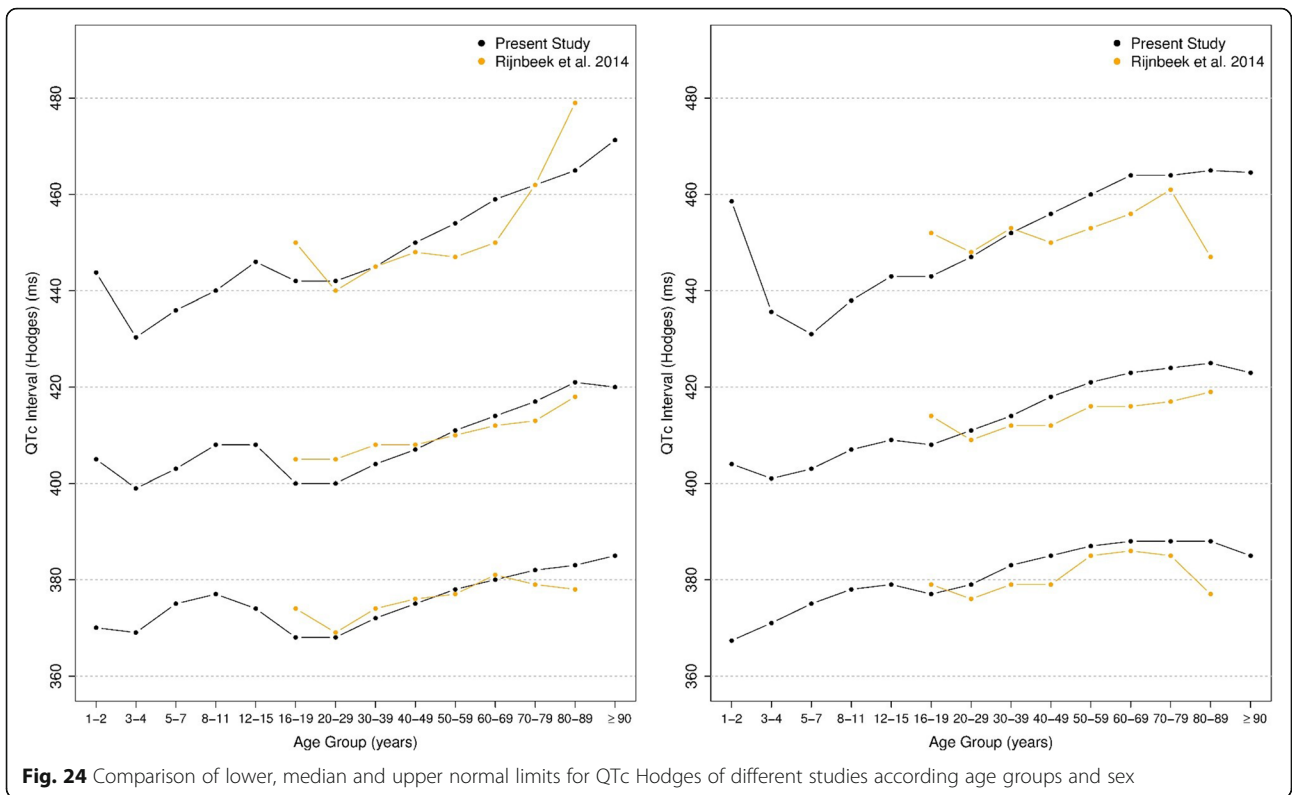 Present Study
Rijnbeek et al. 2014
480
460
440
420
400
380
360
QTc Interval (Hodges) (ms)
1−2 3−4 5−7 8−11 12−15 16−19 20−29 30−39 40−49 50−59 60−69 70−79 80−89 ≥ 90
Age Group (years)
Present Study
Rijnbeek et al. 2014
480
460
440
420
400
380
360
QTc Interval (Hodges) (ms)
1−2 3−4 5−7 8−11 12−15 16−19 20−29 30−39 40−49 50−59 60−69 70−79 80−89 ≥ 90
Age Group (years)
Fig. 24 Comparison of lower, median and upper normal limits for QTc Hodges of different studies according age groups and sex